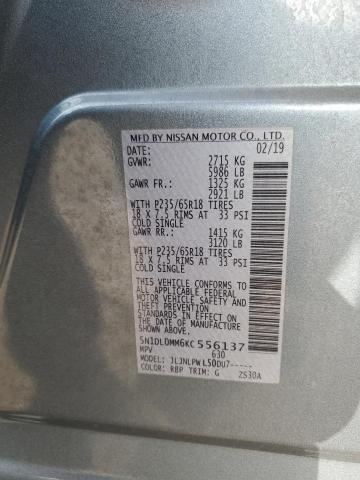 MFD BY NISSAN MOTOR CO., LTD.
DATE: 02/19
GVWR: 2715 KG
5986 LB
GAWR FR.: 1325 KG
2921 LB
WITH P235/65R18 TIRES
18 X 7.5 RIMS AT 33 PSI
COLD SINGLE
GAWR RR.: 1415 KG
3120 LB
WITH P235/65R18 TIRES
18 X 7.5 RIMS AT 33 PSI
COLD SINGLE
THIS VEHICLE CONFORMS TO ALL
APPLICABLE U.S. FEDERAL
MOTOR VEHICLE SAFETY AND
THEFT PREVENTION STANDARDS
IN EFFECT ON THE DATE OF
MANUFACTURE SHOWN ABOVE.
5N1DL0MM6KC556137
MPV 630
MODEL: JLJNLPWL50DU7-----
COLOR: RBP TRIM: G ZS30A